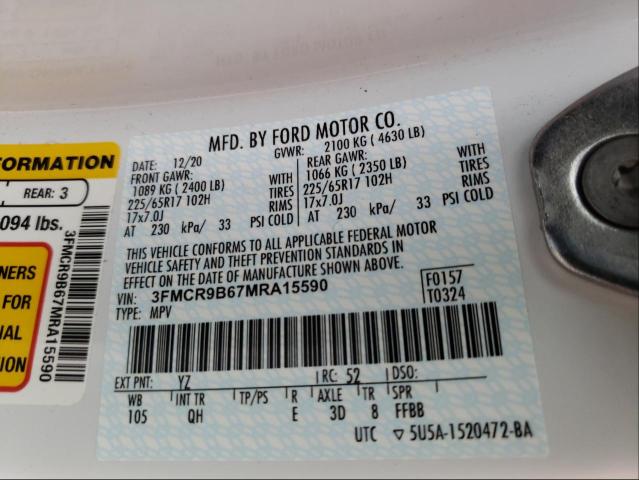 MFD. BY FORD MOTOR CO.
DATE: 12/20 GVWR: 2100 KG ( 4630 LB)
FRONT GAWR: REAR GAWR:
1089 KG ( 2400 LB) WITH 1066 KG ( 2350 LB) WITH
225/65R17 102H TIRES 225/65R17 102H TIRES
17x7.0J RIMS 17x7.0J RIMS
AT 230 kPa/ 33 PSI COLD AT 230 kPa/ 33 PSI COLD
THIS VEHICLE CONFORMS TO ALL APPLICABLE FEDERAL MOTOR
VEHICLE SAFETY AND THEFT PREVENTION STANDARDS IN
EFFECT ON THE DATE OF MANUFACTURE SHOWN ABOVE.
VIN: 3FMCR9B67MRA15590 F0157
TYPE: MPV T0324
EXT PNT: YZ RC: 52 DSO:
WB INT TR TP/PS R AXLE TR SPR
105 QH E 3D 8 FFBB
UTC ▽ 5U5A-1520472-BA
FORMATION
REAR: 3
094 lbs.
3FMCR9B67MRA15590
NERS
FOR
IAL
TION